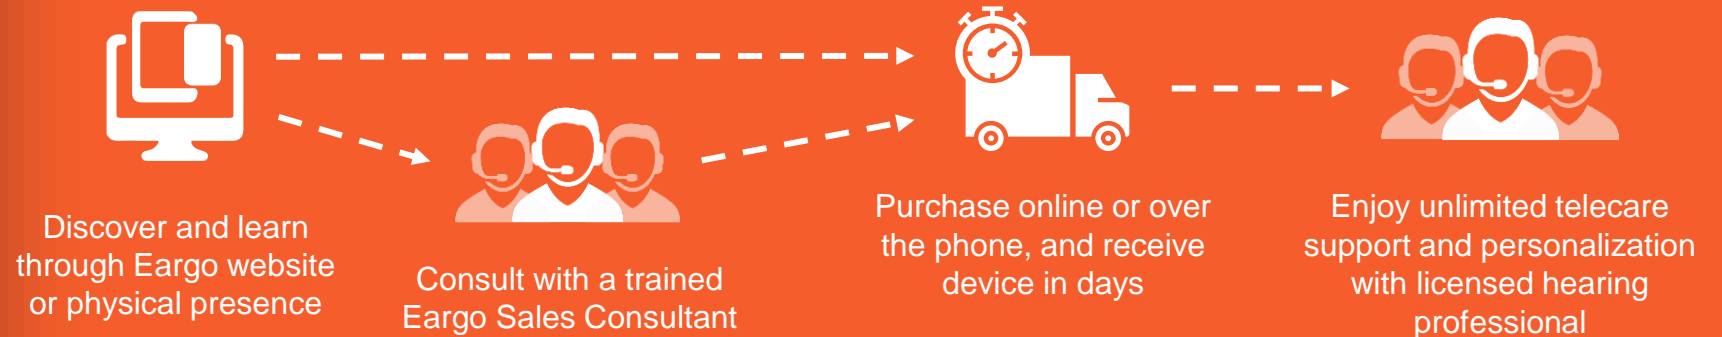 Discover and learn
through Eargo website
or physical presence
Consult with a trained
Eargo Sales Consultant
Purchase online or over
the phone, and receive
device in days
Enjoy unlimited telecare
support and personalization
with licensed hearing
professional